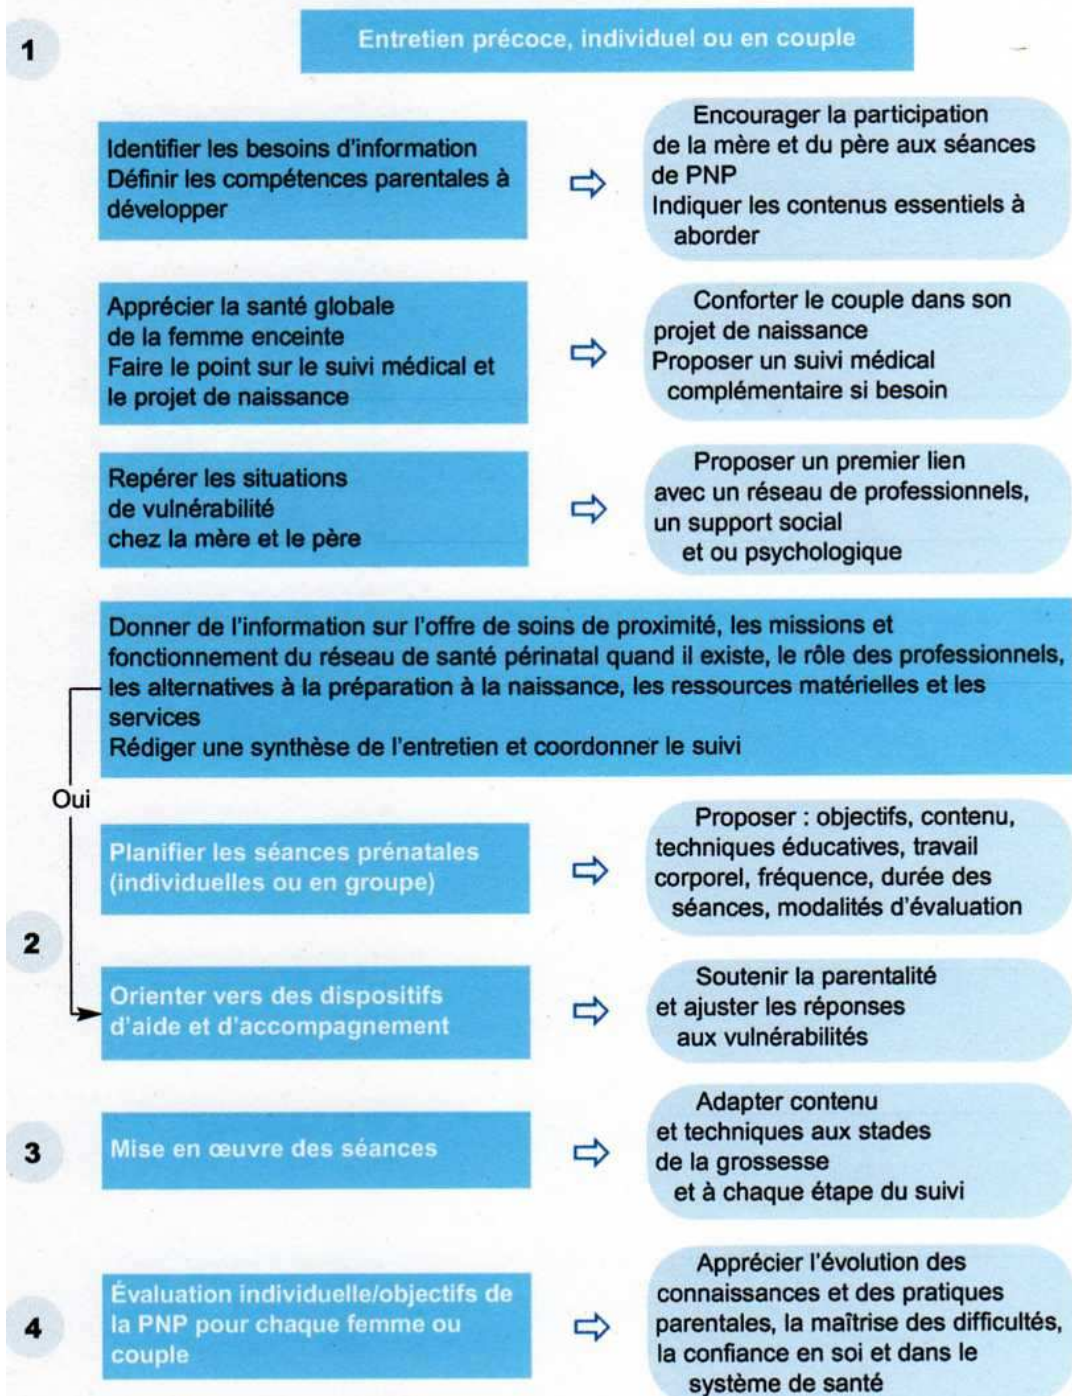 1
Entretien précoce, individuel ou en couple
Identifier les besoins d'information
Définir les compétences parentales à
développer
Encourager la participation
de la mère et du père aux séances
de PNP
Indiquer les contenus essentiels à
aborder
Apprécier la santé globale
de la femme enceinte
Faire le point sur le suivi médical et
le projet de naissance
Conforter le couple dans son
projet de naissance
Proposer un suivi médical
complémentaire si besoin
Repérer les situations
de vulnérabilité
chez la mère et le père
Proposer un premier lien
avec un réseau de professionnels,
un support social
et ou psychologique
Donner de l'information sur l'offre de soins de proximité, les missions et
fonctionnement du réseau de santé périnatal quand il existe, le rôle des professionnels,
les alternatives à la préparation à la naissance, les ressources matérielles et les
services
Rédiger une synthèse de l'entretien et coordonner le suivi
Oui
2
Planifier les séances prénatales
(individuelles ou en groupe)
Proposer : objectifs, contenu,
techniques éducatives, travail
corporel, fréquence, durée des
séances, modalités d'évaluation
Orienter vers des dispositifs
d'aide et d'accompagnement
Soutenir la parentalité
et ajuster les réponses
aux vulnérabilités
3
Mise en œuvre des séances
Adapter contenu
et techniques aux stades
de la grossesse
et à chaque étape du suivi
4
Évaluation individuelle/objectifs de
la PNP pour chaque femme ou
couple
Apprécier l'évolution des
connaissances et des pratiques
parentales, la maîtrise des difficultés,
la confiance en soi et dans le
système de santé